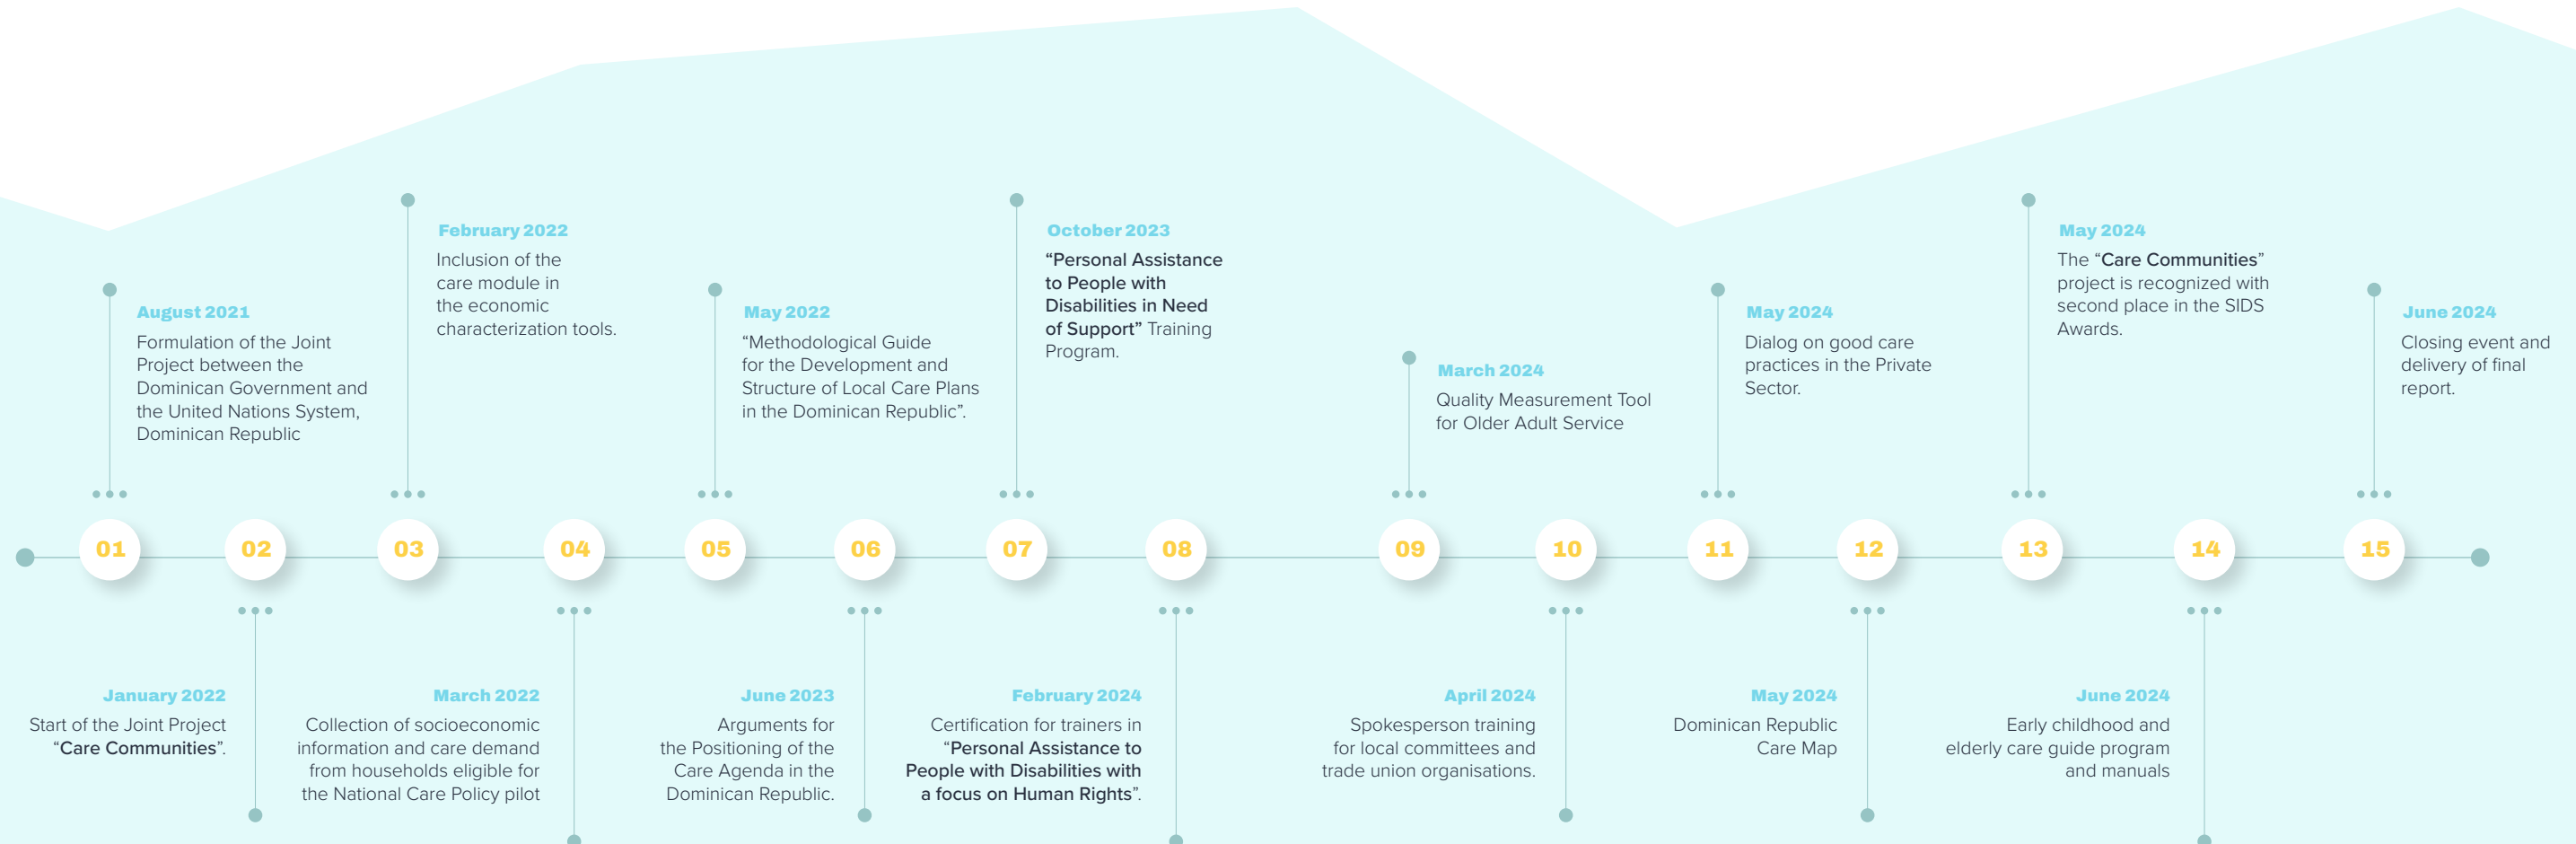 August 2021
Formulation of the Joint
Project between the
Dominican Government and
the United Nations System,
Dominican Republic
February 2022
Inclusion of the
care module in
the economic
characterization tools.
May 2022
“Methodological Guide
for the Development and
Structure of Local Care Plans
in the Dominican Republic”.
October 2023
“Personal Assistance
to People with
Disabilities in Need
of Support” Training
Program.
March 2024
Quality Measurement Tool
for Older Adult Service
May 2024
Dialog on good care
practices in the Private
Sector.
May 2024
The “Care Communities”
project is recognized with
second place in the SIDS
Awards.
June 2024
Closing event and
delivery of final
report.
01
02
03
04
05
06
07
08
09
10
11
12
13
14
15
January 2022
Start of the Joint Project
“Care Communities”.
March 2022
Collection of socioeconomic
information and care demand
from households eligible for
the National Care Policy pilot
June 2023
Arguments for
the Positioning of the
Care Agenda in the
Dominican Republic.
February 2024
Certification for trainers in
“Personal Assistance to
People with Disabilities with
a focus on Human Rights”.
April 2024
Spokesperson training
for local committees and
trade union organisations.
May 2024
Dominican Republic
Care Map
June 2024
Early childhood and
elderly care guide program
and manuals